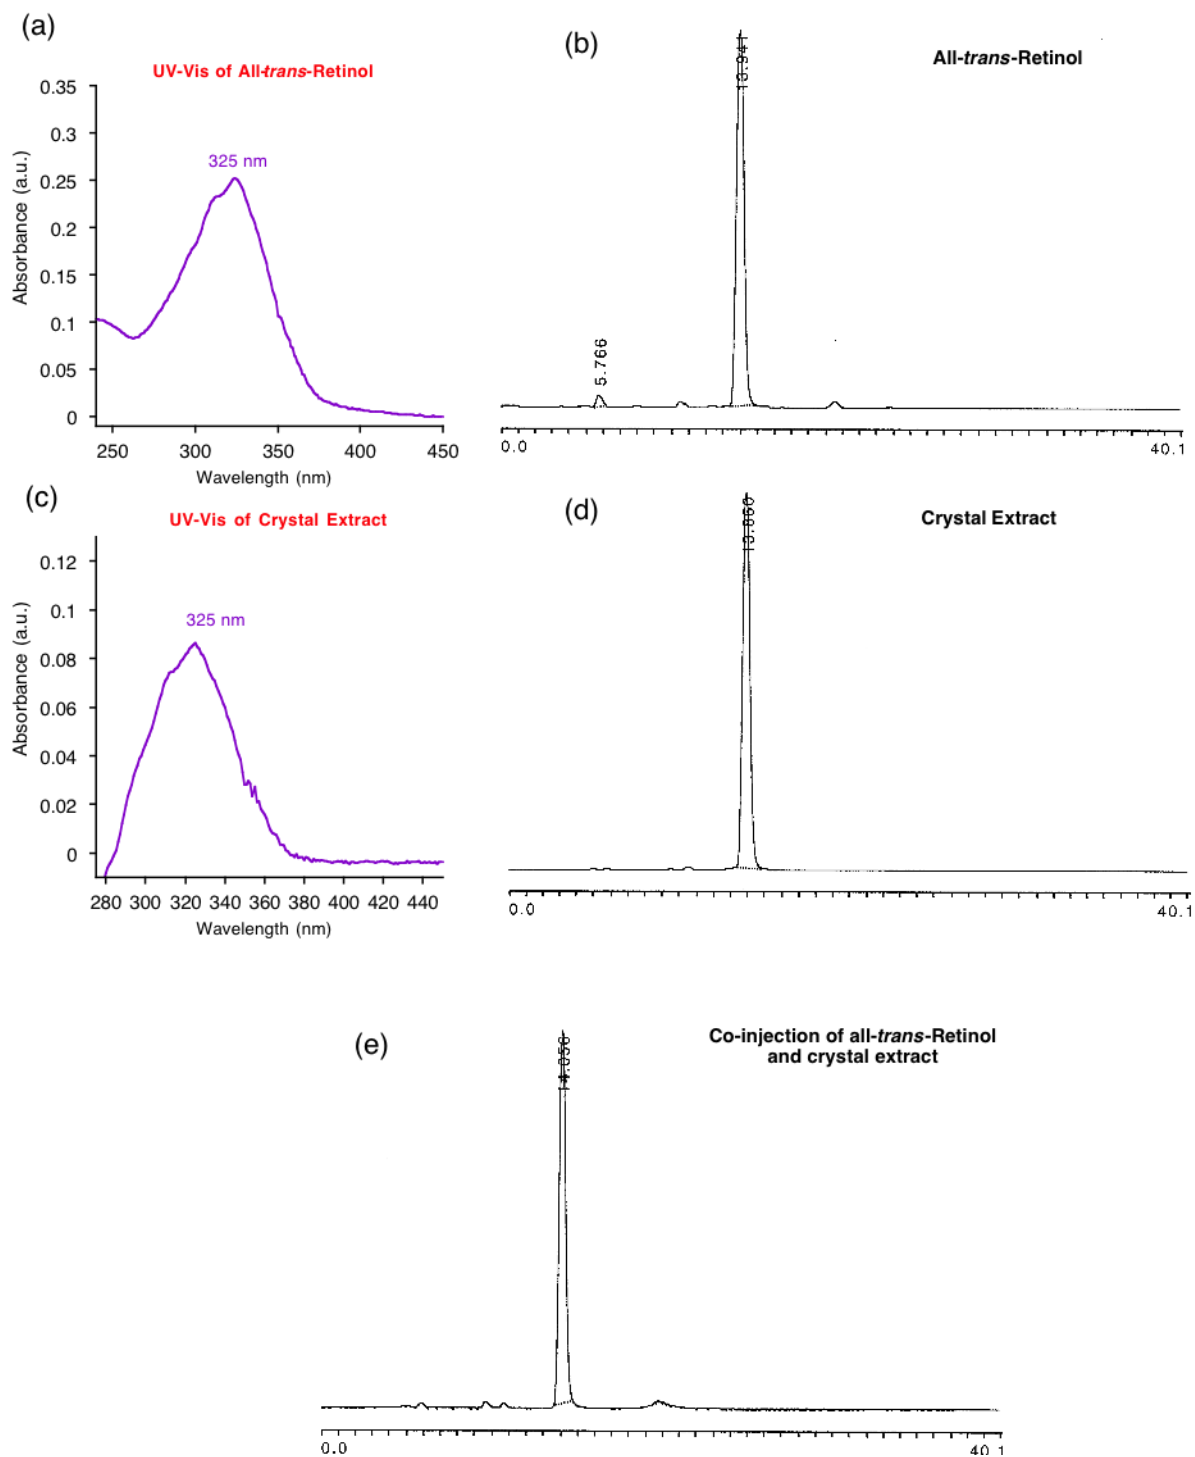 (a)
UV-Vis of All-trans-Retinol
0.35
0.3
0.25
0.2
0.15
0.1
0.05
0
Absorbance (a.u.)
325 nm
250 300 350 400 450
Wavelength (nm)
(b)
All-trans-Retinol
13.941
5.766
0.0 40.1
(c)
UV-Vis of Crystal Extract
0.12
0.1
0.08
0.06
0.04
0.02
0
Absorbance (a.u.)
325 nm
280 300 320 340 360 380 400 420 440
Wavelength (nm)
(d)
Crystal Extract
0.0 40.1
(e)
Co-injection of all-trans-Retinol
and crystal extract
14.056
0.0 40.1